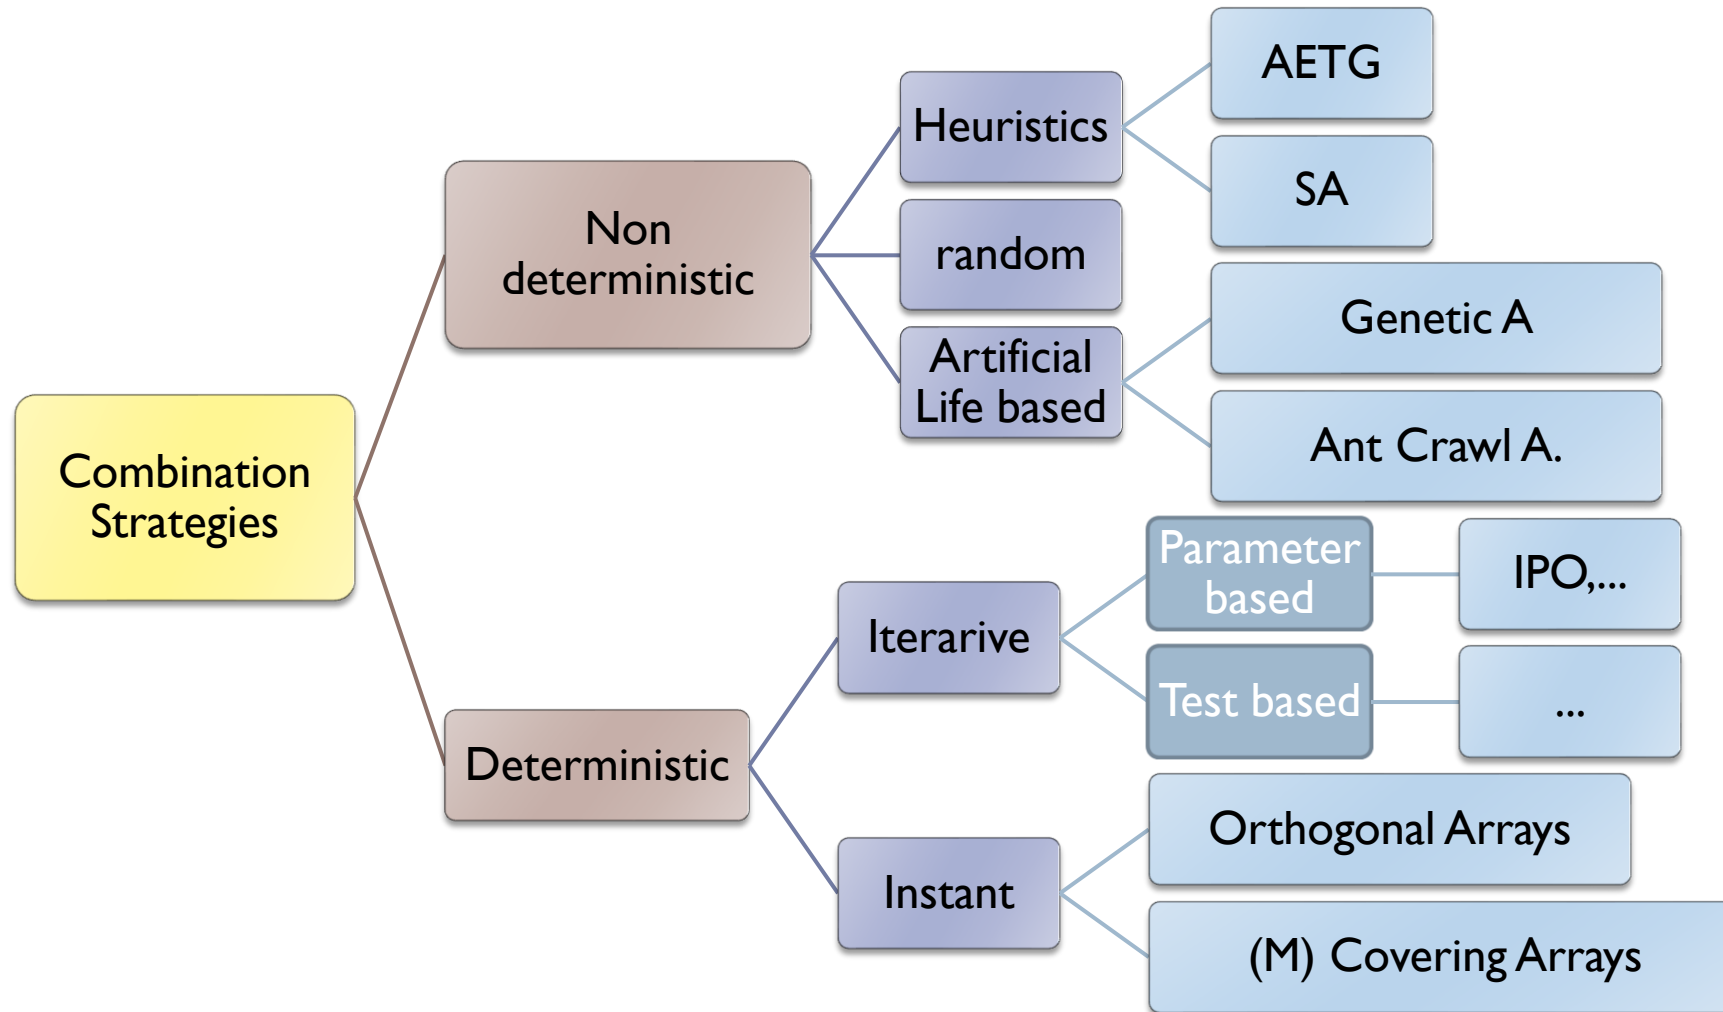 Combination
Strategies
Non
deterministic
Heuristics
AETG
SA
random
Artificial
Life based
Genetic A
Ant Crawl A.
Deterministic
Iterarive
Parameter
based
IPO,...
Test based
...
Instant
Orthogonal Arrays
(M) Covering Arrays